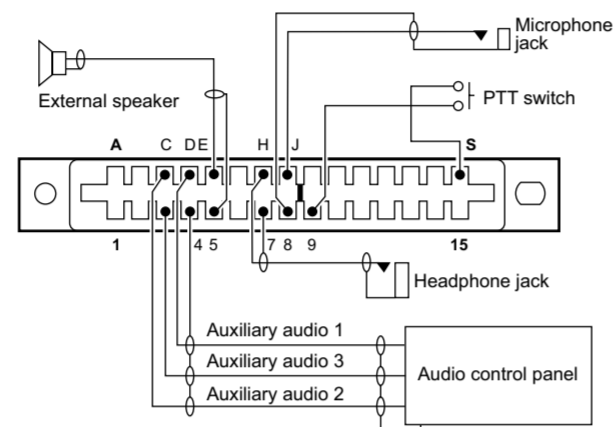 Microphone
jack
External speaker
PTT switch
A C D E H J S
1 4 5 7 8 9 15
Headphone jack
Auxiliary audio 1
Auxiliary audio 3
Auxiliary audio 2
Audio control panel